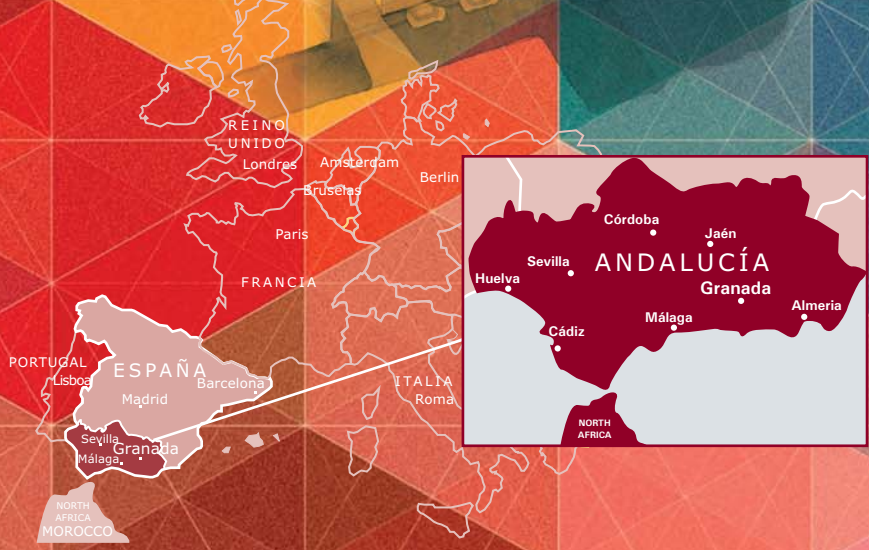 REINO
UNIDO
Londres
Amsterdam
Berlin
Bruselas
Paris
FRANCIA
PORTUGAL
Lisboa
ESPAÑA
Barcelona
Madrid
ITALIA
Roma
Sevilla
Granada
Málaga
NORTH
AFRICA
MOROCCO
Córdoba
Jaén
Sevilla
ANDALUCÍA
Huelva
Granada
Málaga
Almeria
Cádiz
NORTH
AFRICA